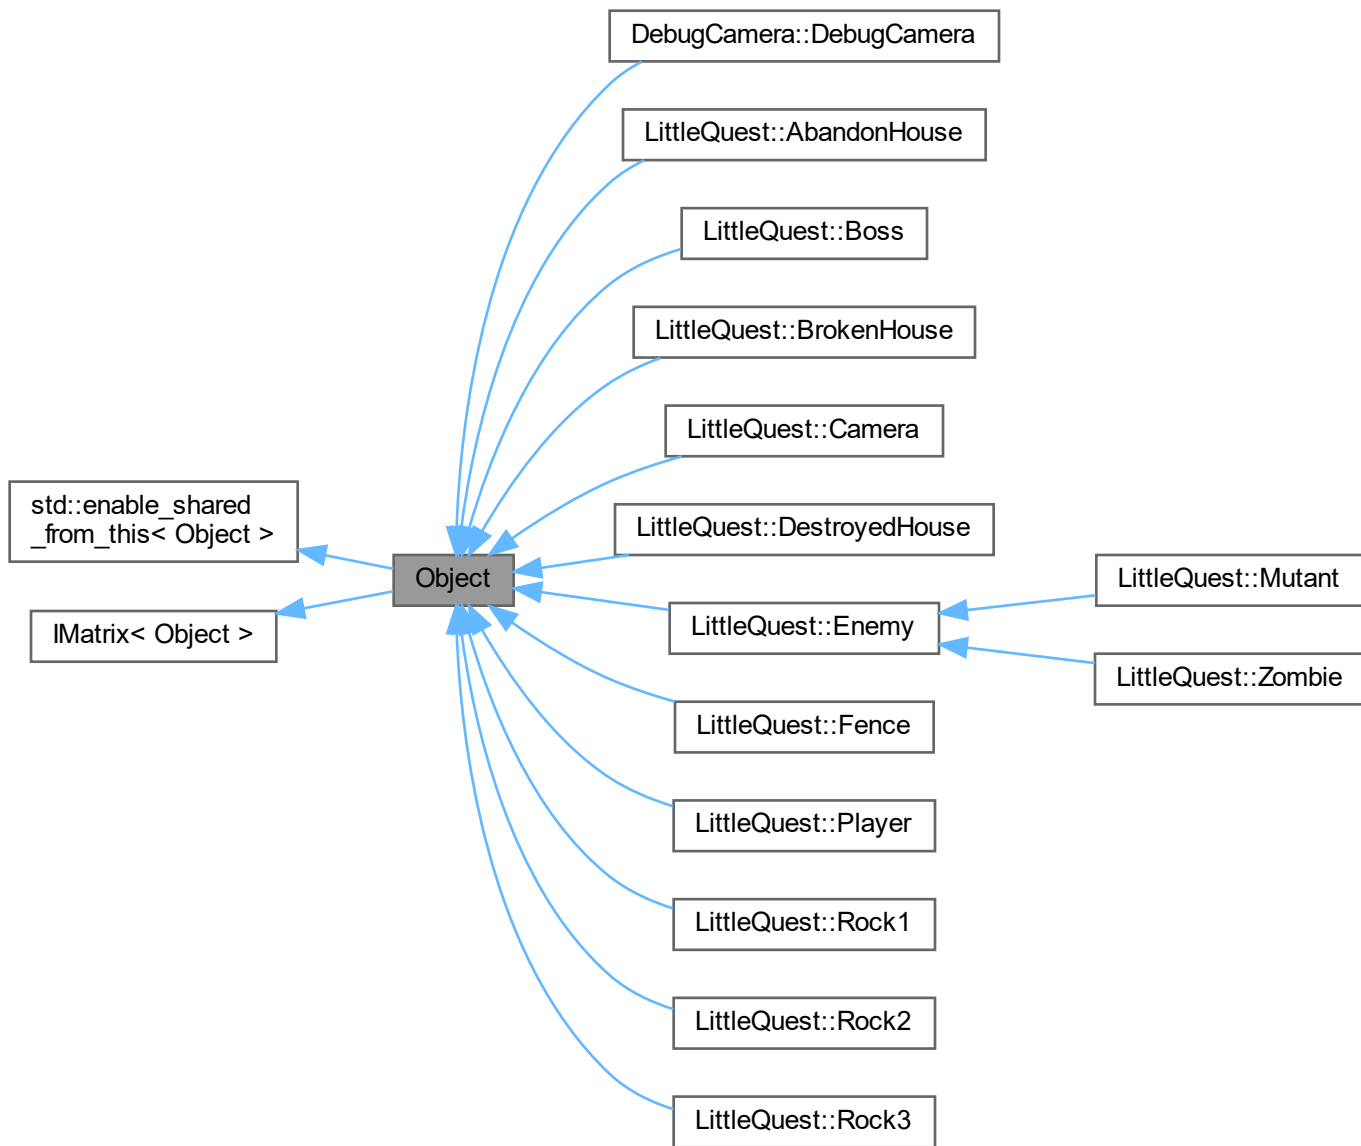 DebugCamera::DebugCamera
LittleQuest::AbandonHouse
LittleQuest::Boss
LittleQuest::BrokenHouse
LittleQuest::Camera
std::enable_shared
_from_this< Object >
LittleQuest::DestroyedHouse
Object
LittleQuest::Mutant
IMatrix< Object >
LittleQuest::Enemy
LittleQuest::Zombie
LittleQuest::Fence
LittleQuest::Player
LittleQuest::Rock1
LittleQuest::Rock2
LittleQuest::Rock3